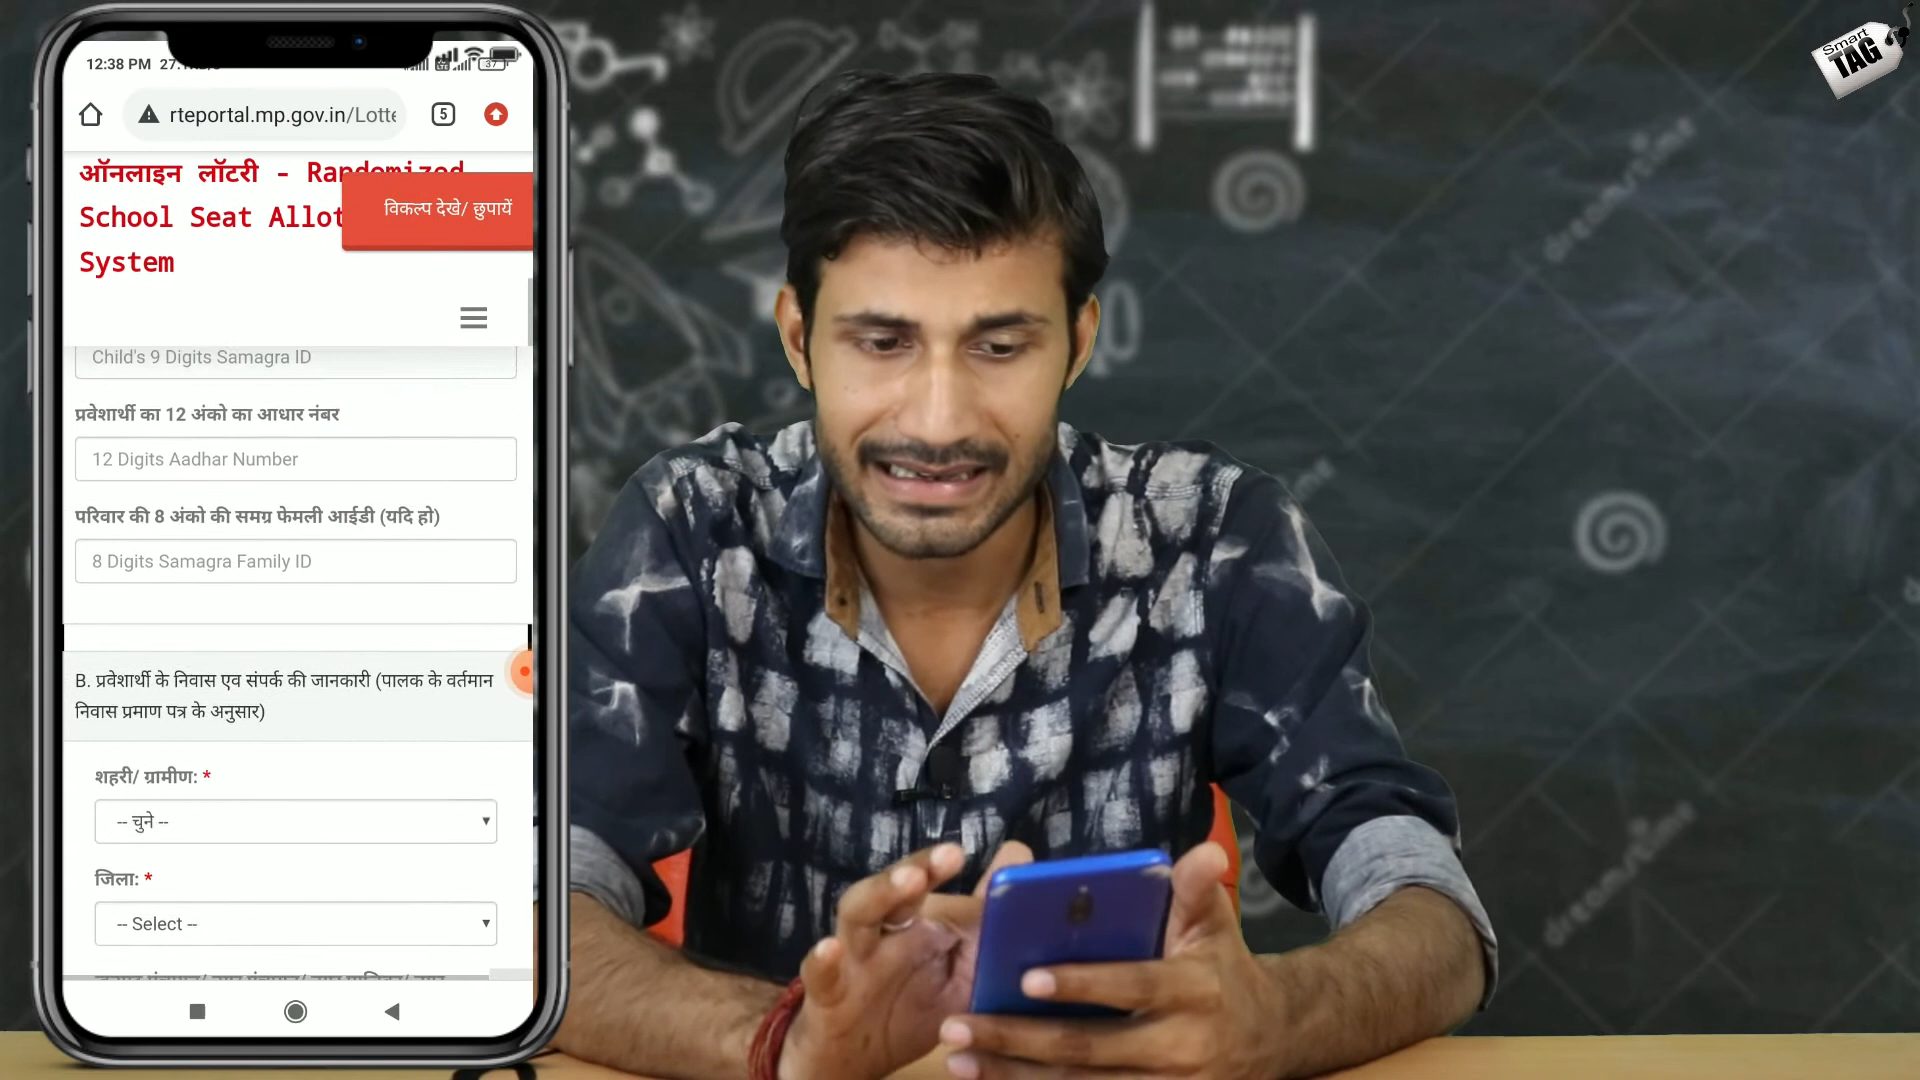 12:38 PM
rteportal.mp.gov.in/Lotte
5
ऑनलाइन लॉटरी - Randomized
School Seat Allot
System
विकल्प देखे/ छुपायें
Child's 9 Digits Samagra ID
प्रवेशार्थी का 12 अंको का आधार नंबर
12 Digits Aadhar Number
परिवार की 8 अंको की समग्र फेमली आईडी (यदि हो)
8 Digits Samagra Family ID
B. प्रवेशार्थी के निवास एव संपर्क की जानकारी (पालक के वर्तमान
निवास प्रमाण पत्र के अनुसार)
शहरी/ ग्रामीण: *
-- चुने --
जिला: *
-- Select --
Smart
TAG
dreamstime
dreamstime